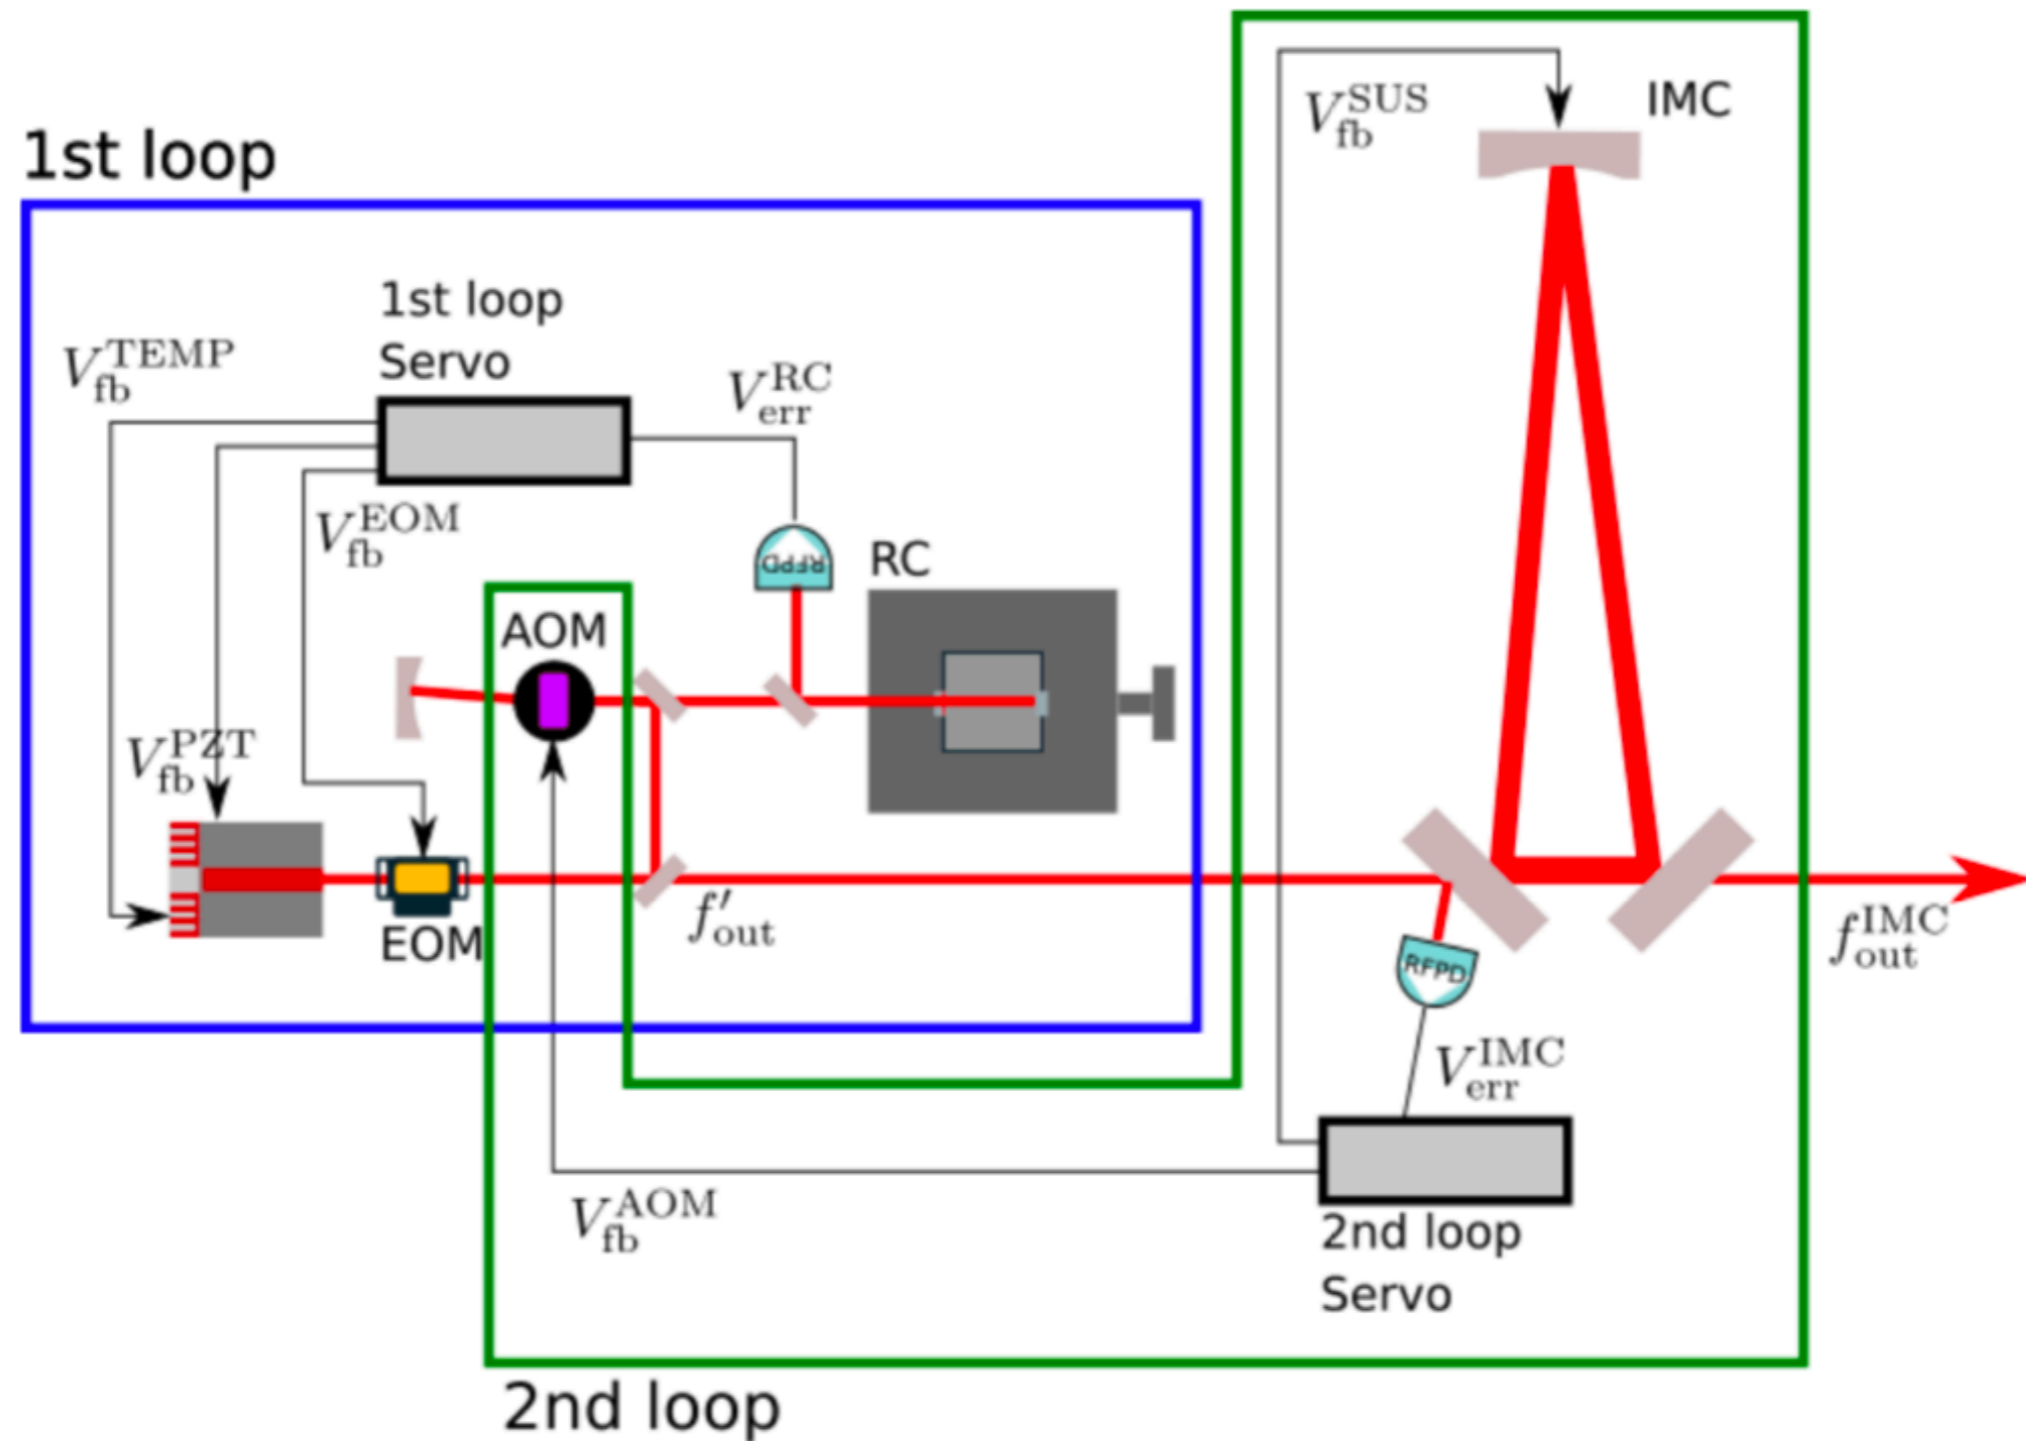 V_fb^SUS
IMC
1st loop
1st loop
Servo
V_fb^TEMP
V_err^RC
V_fb^EOM
RFPD
RC
AOM
V_fb^PZT
EOM
f'_out
f_out^IMC
RFPD
V_err^IMC
V_fb^AOM
2nd loop
Servo
2nd loop